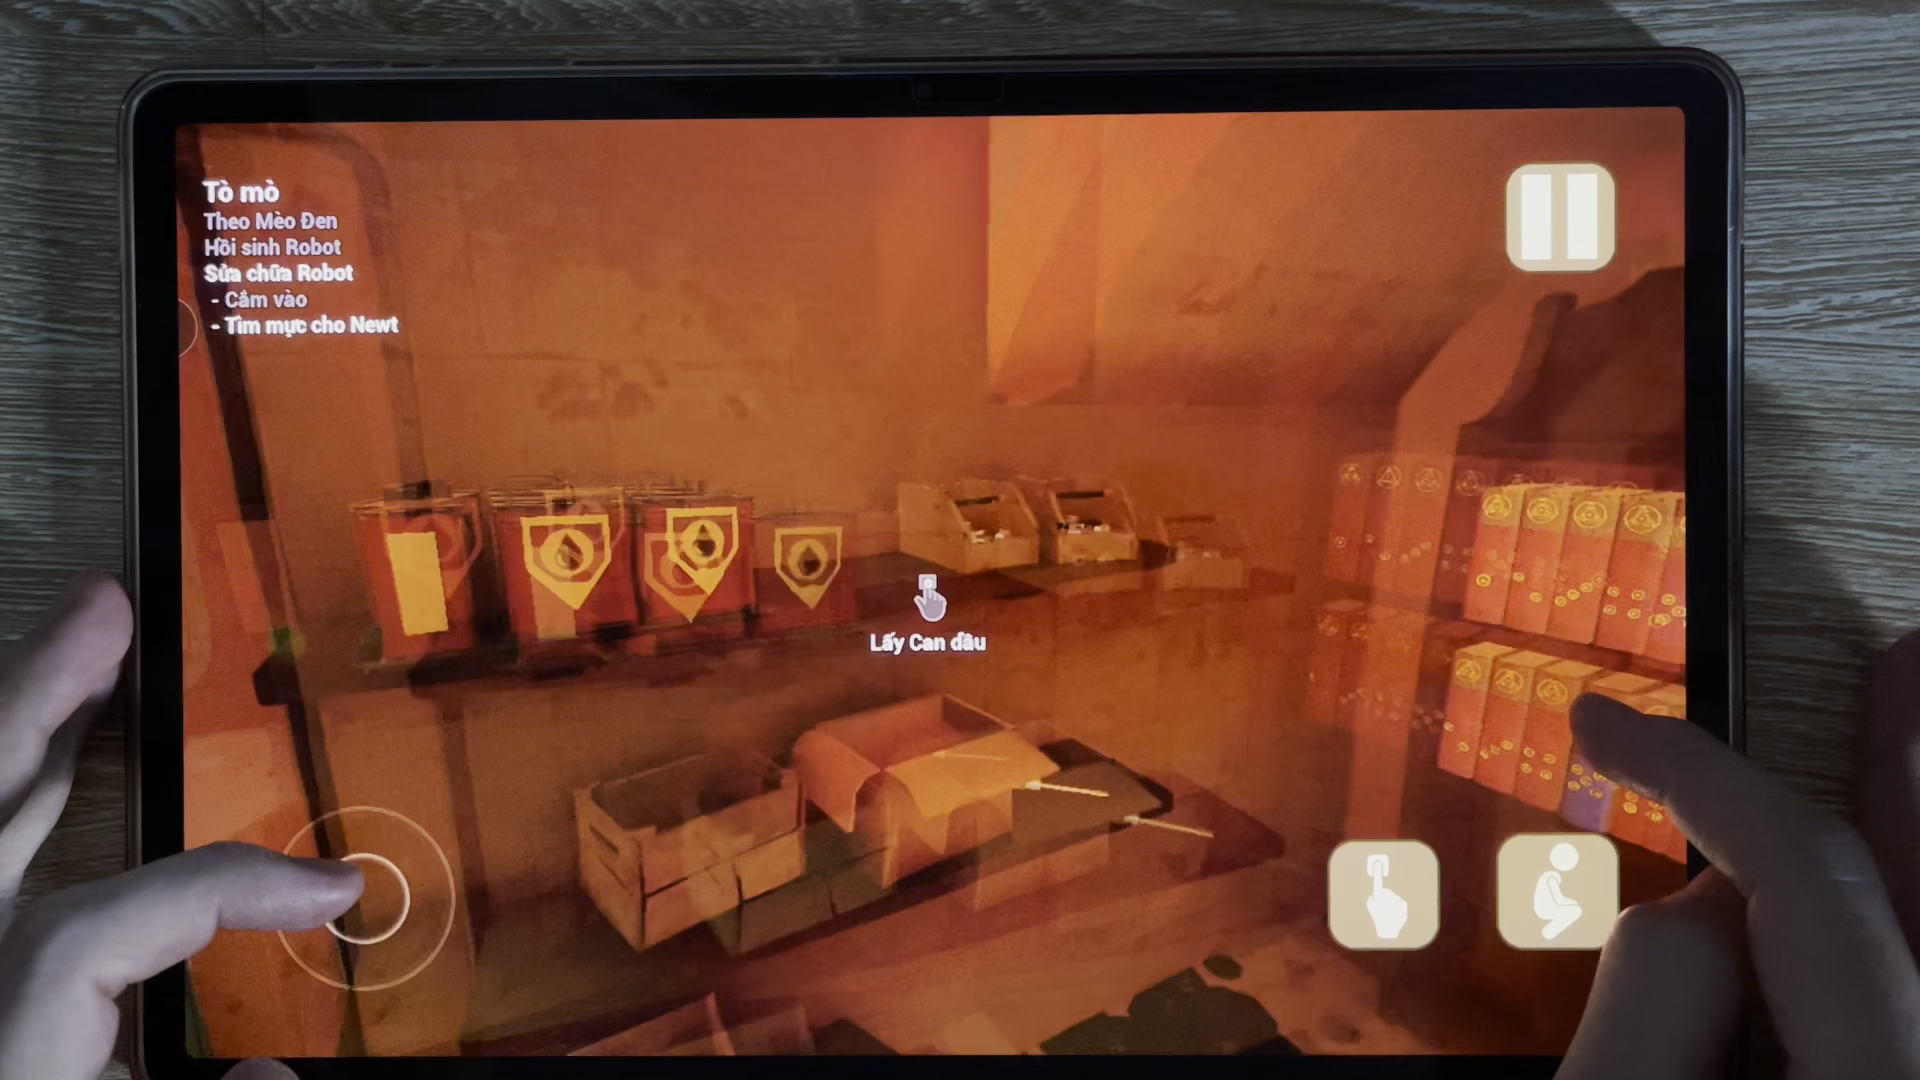 Tò mò
Theo Mèo Đen
Hồi sinh Robot
Sửa chữa Robot
- Cắm vào
- Tìm mực cho Newt
Lấy Can dầu